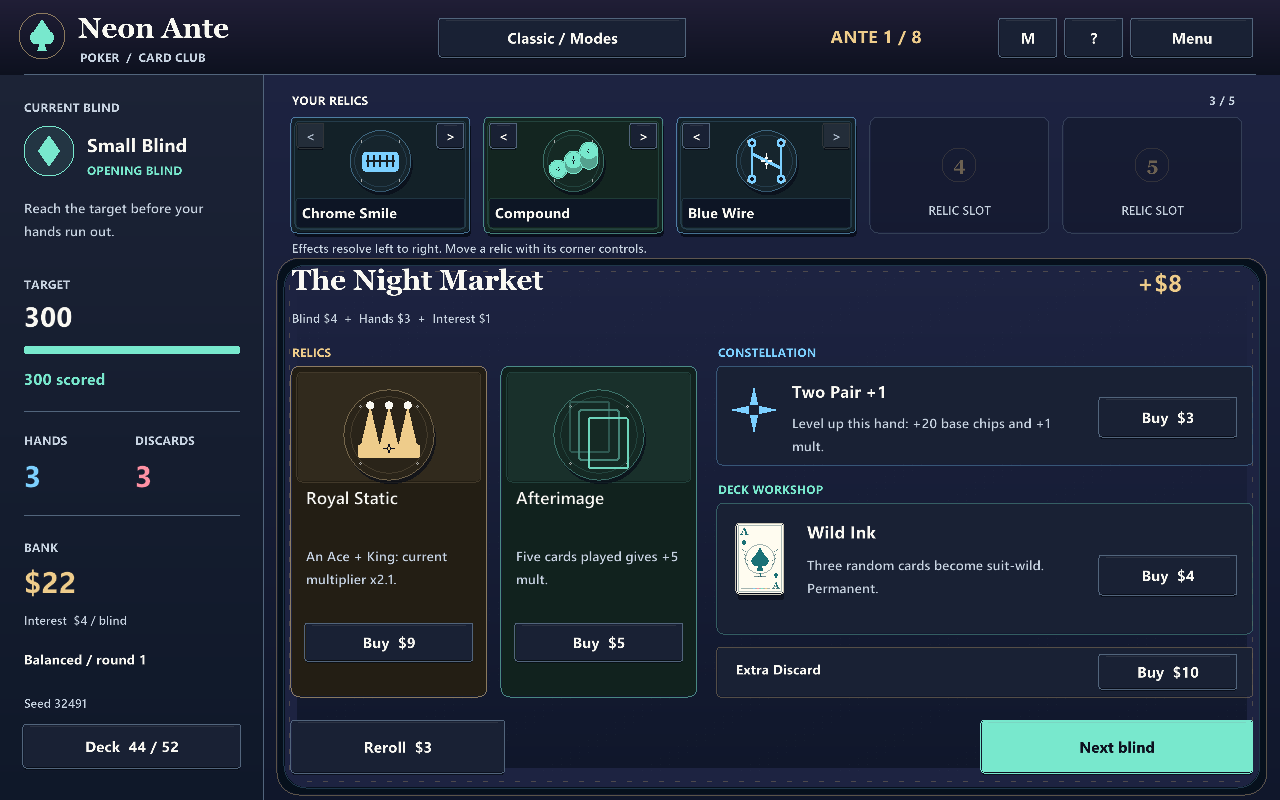 Neon Ante
POKER / CARD CLUB
Classic / Modes
ANTE 1 / 8
M
?
Menu
CURRENT BLIND
Small Blind
OPENING BLIND
Reach the target before your
hands run out.
TARGET
300
300 scored
HANDS
DISCARDS
3
3
BANK
$22
Interest $4 / blind
Balanced / round 1
Seed 32491
Deck 44 / 52
YOUR RELICS
3 / 5
<
>
Chrome Smile
<
>
Compound
<
>
Blue Wire
4
RELIC SLOT
5
RELIC SLOT
Effects resolve left to right. Move a relic with its corner controls.
The Night Market
+$8
Blind $4 + Hands $3 + Interest $1
RELICS
Royal Static
An Ace + King: current
multiplier x2.1.
Buy $9
Afterimage
Five cards played gives +5
mult.
Buy $5
CONSTELLATION
Two Pair +1
Level up this hand: +20 base chips and +1
mult.
Buy $3
DECK WORKSHOP
A
A
Wild Ink
Three random cards become suit-wild.
Permanent.
Buy $4
Extra Discard
Buy $10
Reroll $3
Next blind